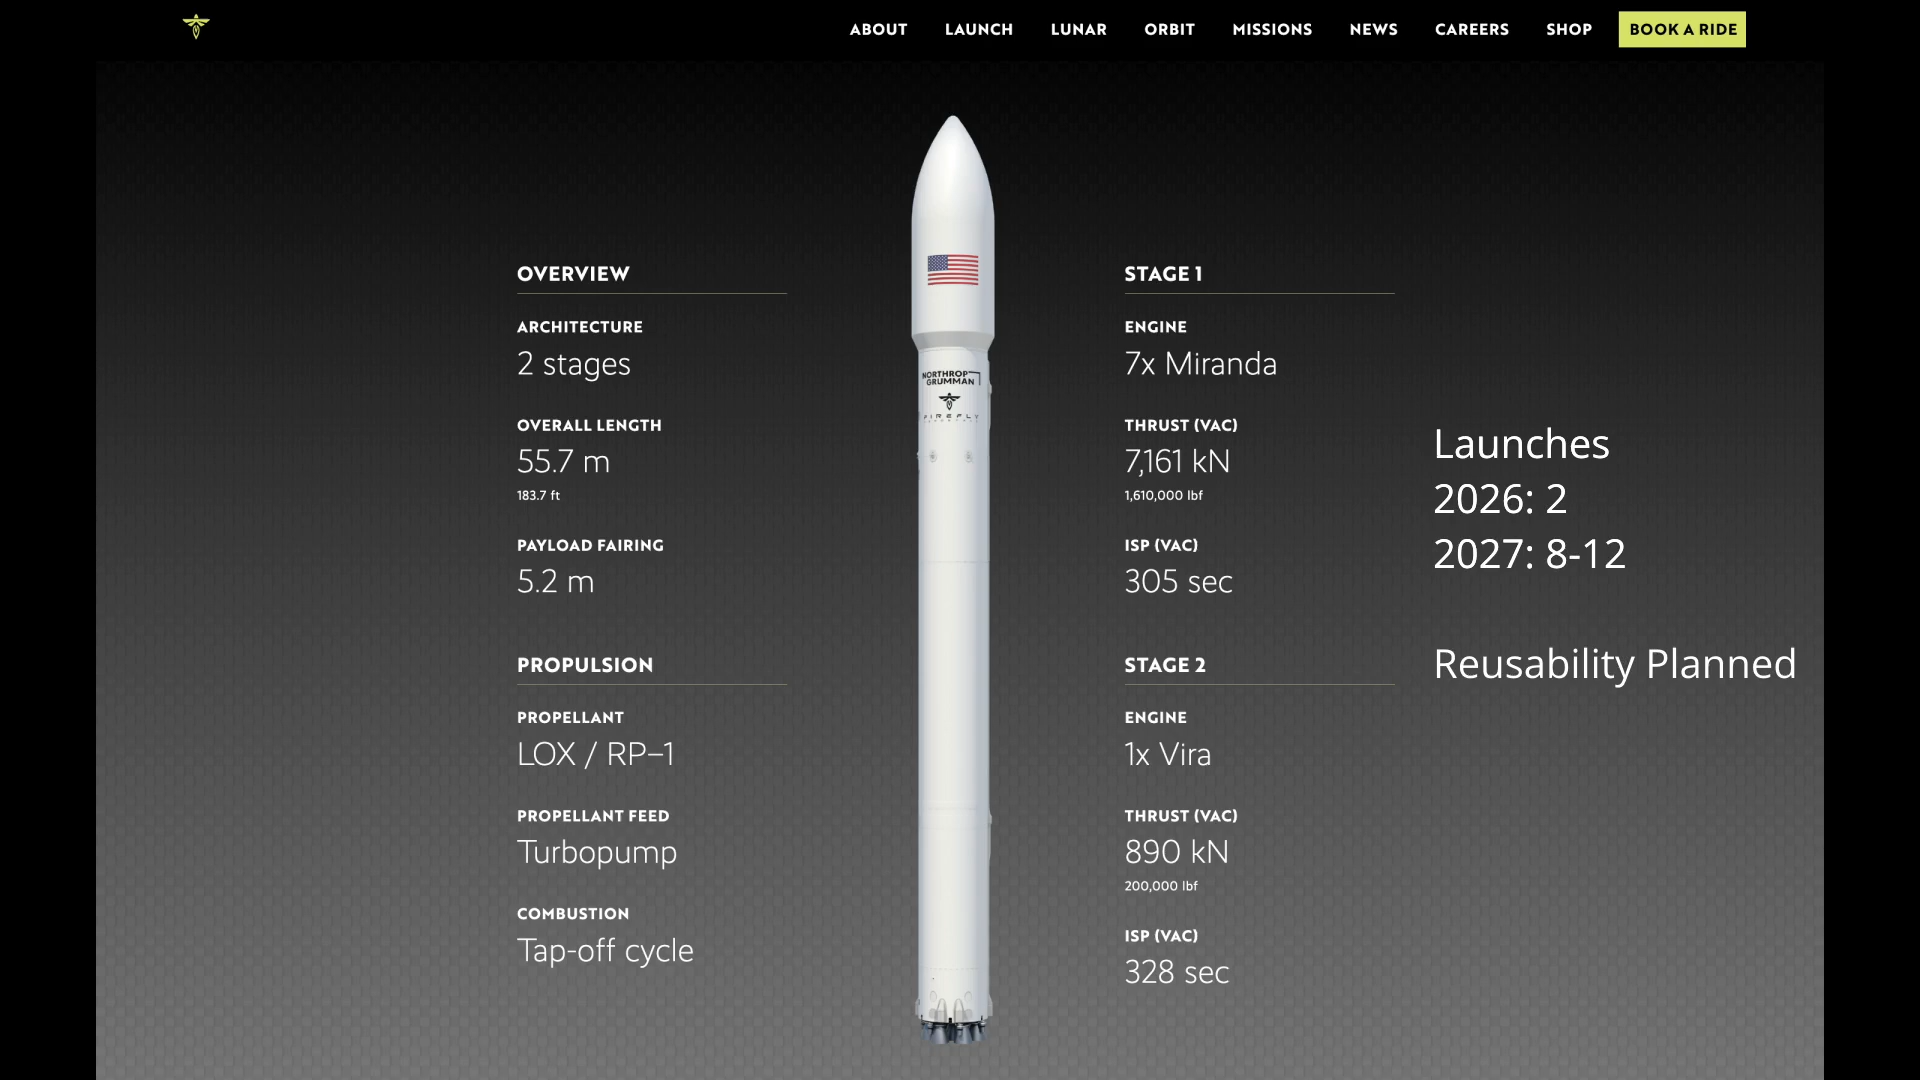 ABOUT LAUNCH LUNAR ORBIT MISSIONS NEWS CAREERS SHOP BOOK A RIDE
OVERVIEW
ARCHITECTURE
2 stages
OVERALL LENGTH
55.7 m
183.7 ft
PAYLOAD FAIRING
5.2 m
PROPULSION
PROPELLANT
LOX / RP–1
PROPELLANT FEED
Turbopump
COMBUSTION
Tap-off cycle
NORTHROP
GRUMMAN
FIREFLY
STAGE 1
ENGINE
7x Miranda
THRUST (VAC)
7,161 kN
1,610,000 lbf
ISP (VAC)
305 sec
STAGE 2
ENGINE
1x Vira
THRUST (VAC)
890 kN
200,000 lbf
ISP (VAC)
328 sec
Launches
2026: 2
2027: 8-12
Reusability Planned